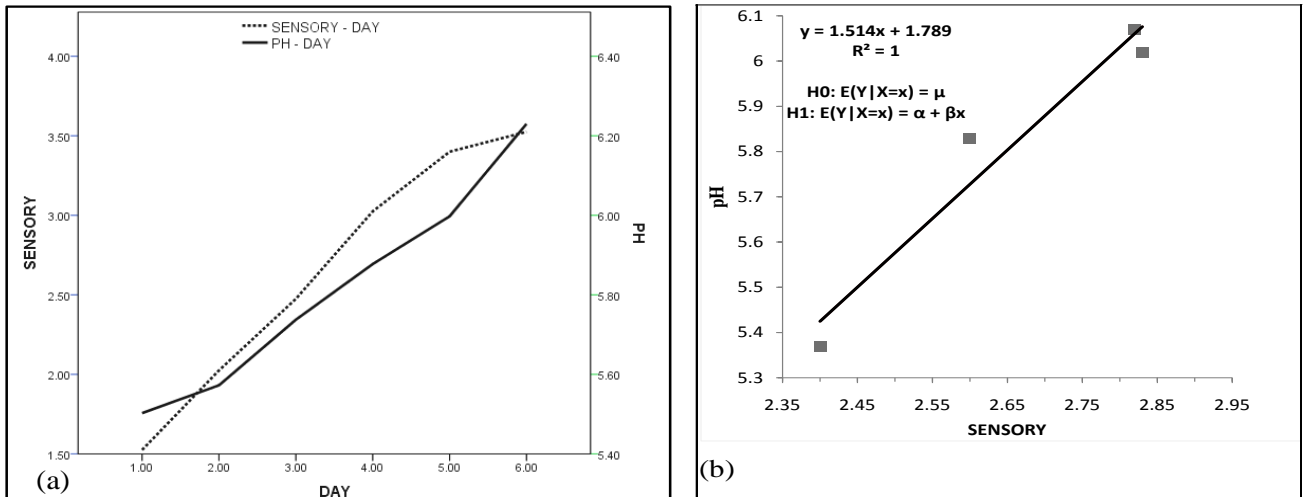 SENSORY - DAY
PH - DAY
4.00
3.50
3.00
2.50
2.00
1.50
SENSORY
6.40
6.20
6.00
5.80
5.60
5.40
PH
1.00 2.00 3.00 4.00 5.00 6.00
DAY
(a)
y = 1.514x + 1.789
R² = 1
H0: E(Y|X=x) = μ
H1: E(Y|X=x) = α + βx
6.1
6
5.9
5.8
5.7
5.6
5.5
5.4
5.3
pH
2.35 2.45 2.55 2.65 2.75 2.85 2.95
SENSORY
(b)